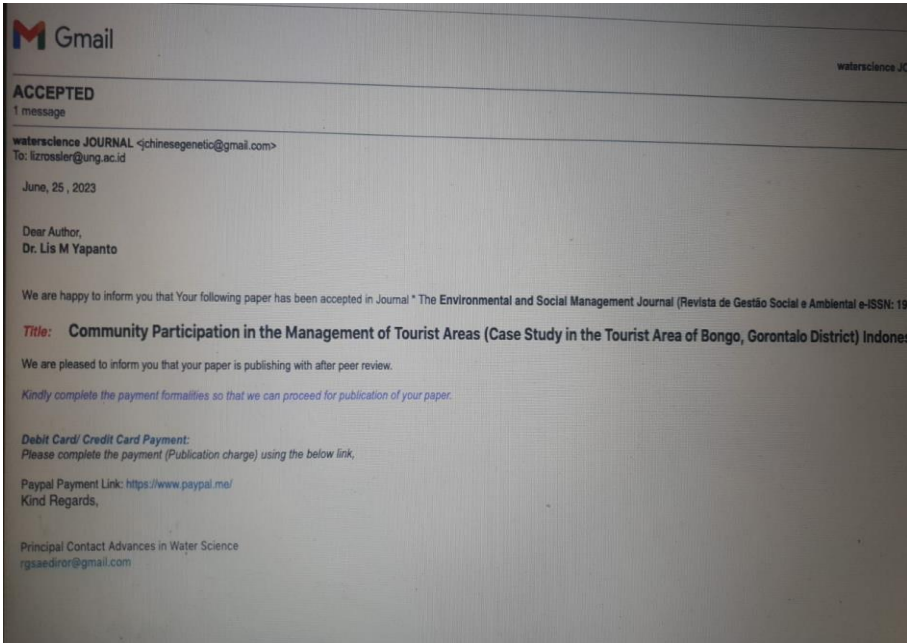 Gmail
waterscience JO
ACCEPTED
1 message
waterscience JOURNAL <jchinesegenetic@gmail.com>
To: lizrossler@ung.ac.id
June, 25 , 2023
Dear Author,
Dr. Lis M Yapanto
We are happy to inform you that Your following paper has been accepted in Journal * The Environmental and Social Management Journal (Revista de Gestão Social e Ambiental e-ISSN: 19
Title: Community Participation in the Management of Tourist Areas (Case Study in the Tourist Area of Bongo, Gorontalo District) Indones
We are pleased to inform you that your paper is publishing with after peer review.
Kindly complete the payment formalities so that we can proceed for publication of your paper.
Debit Card/ Credit Card Payment:
Please complete the payment (Publication charge) using the below link,
Paypal Payment Link: https://www.paypal.me/
Kind Regards,
Principal Contact Advances in Water Science
rgsaediror@gmail.com